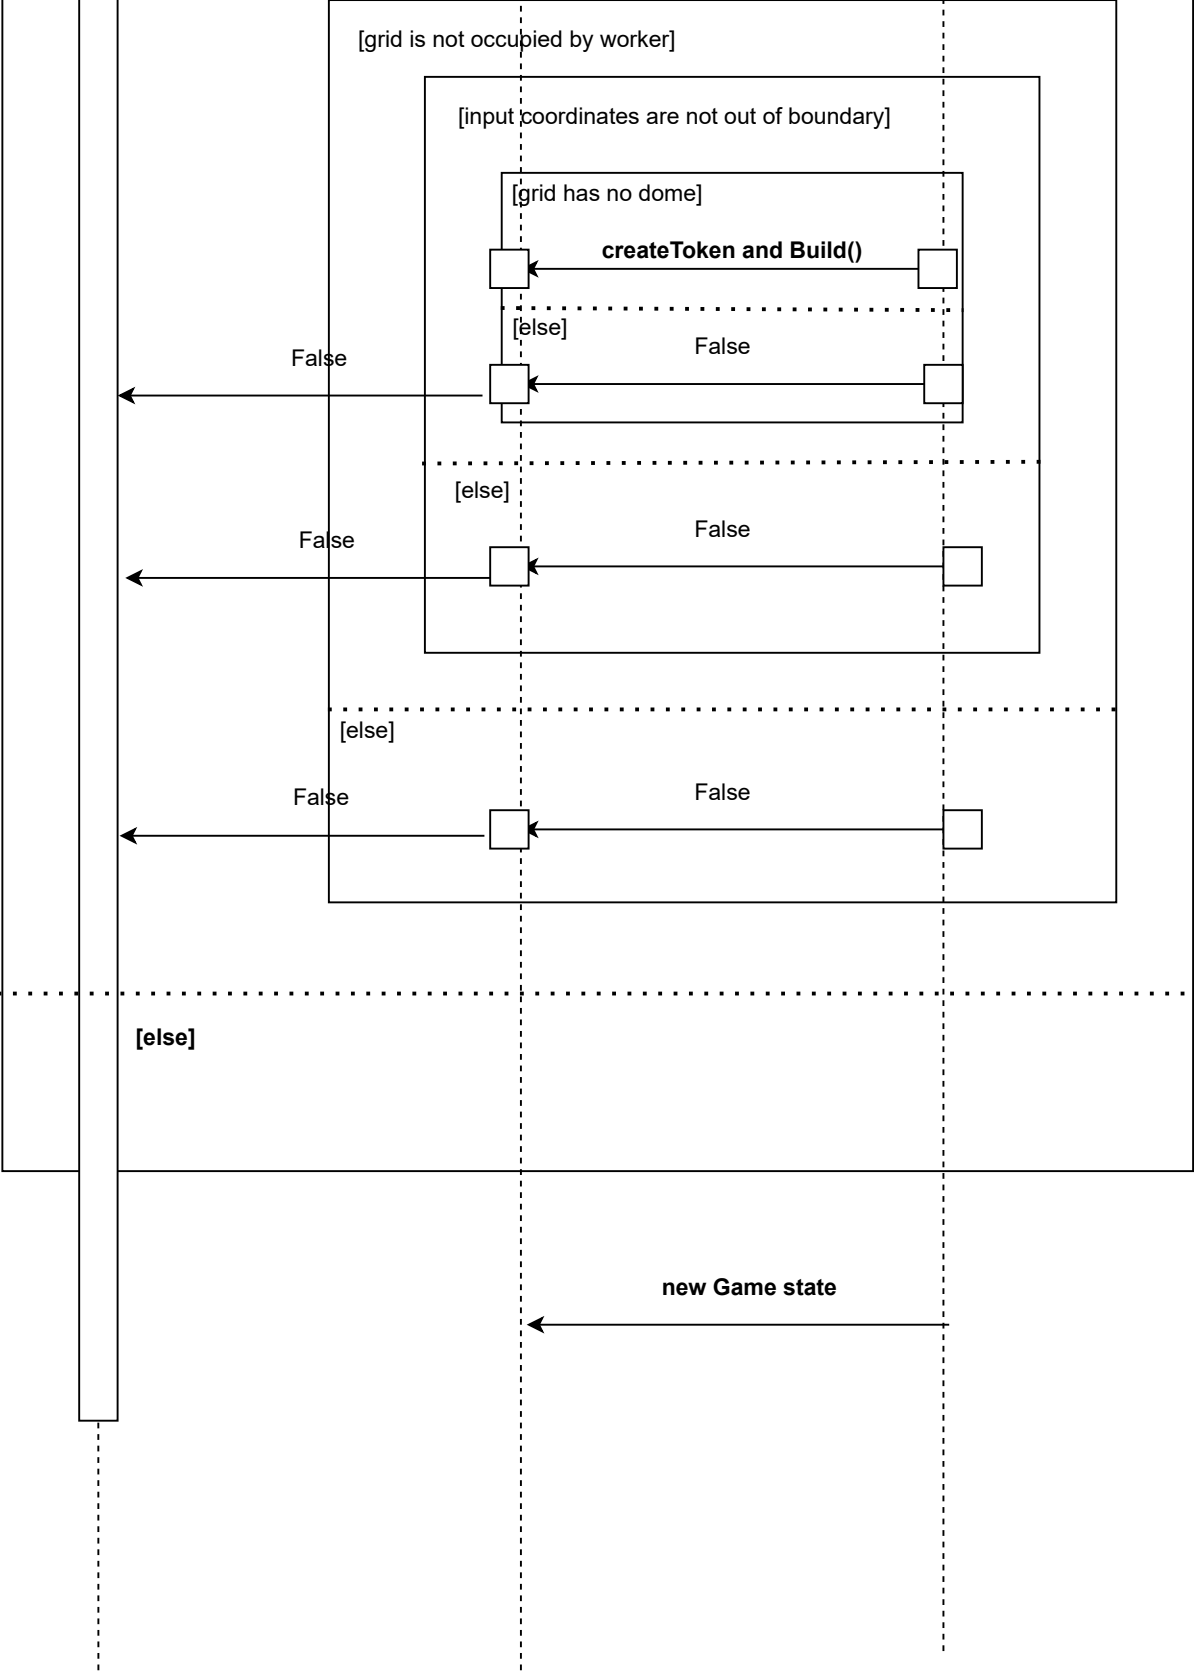 [grid is not occupied by worker]
[input coordinates are not out of boundary]
[grid has no dome]
createToken and Build()
[else]
False
False
[else]
False
False
[else]
False
False
[else]
new Game state